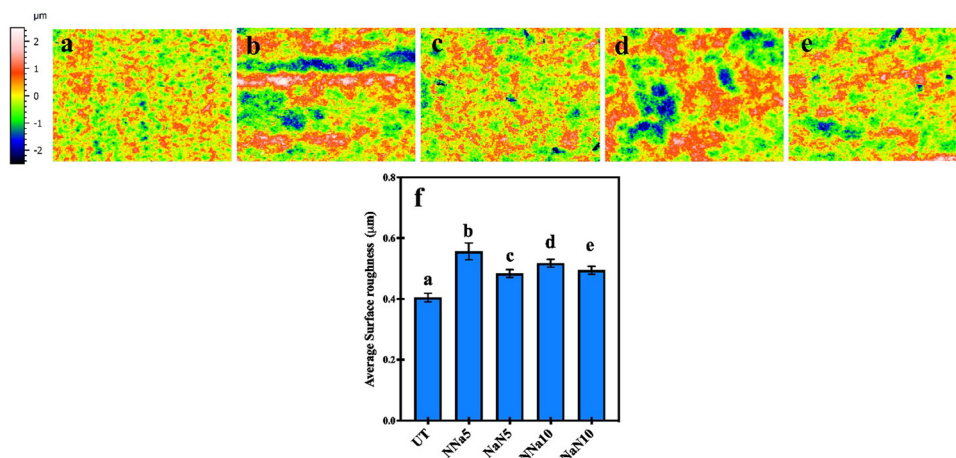 µm
2
1
0
-1
-2
a
b
c
d
e
f
Average Surface roughness (µm)
0.8
0.6
0.4
0.2
0.0
a
b
c
d
e
UT
NNa5
NaN5
NNa10
NaN10